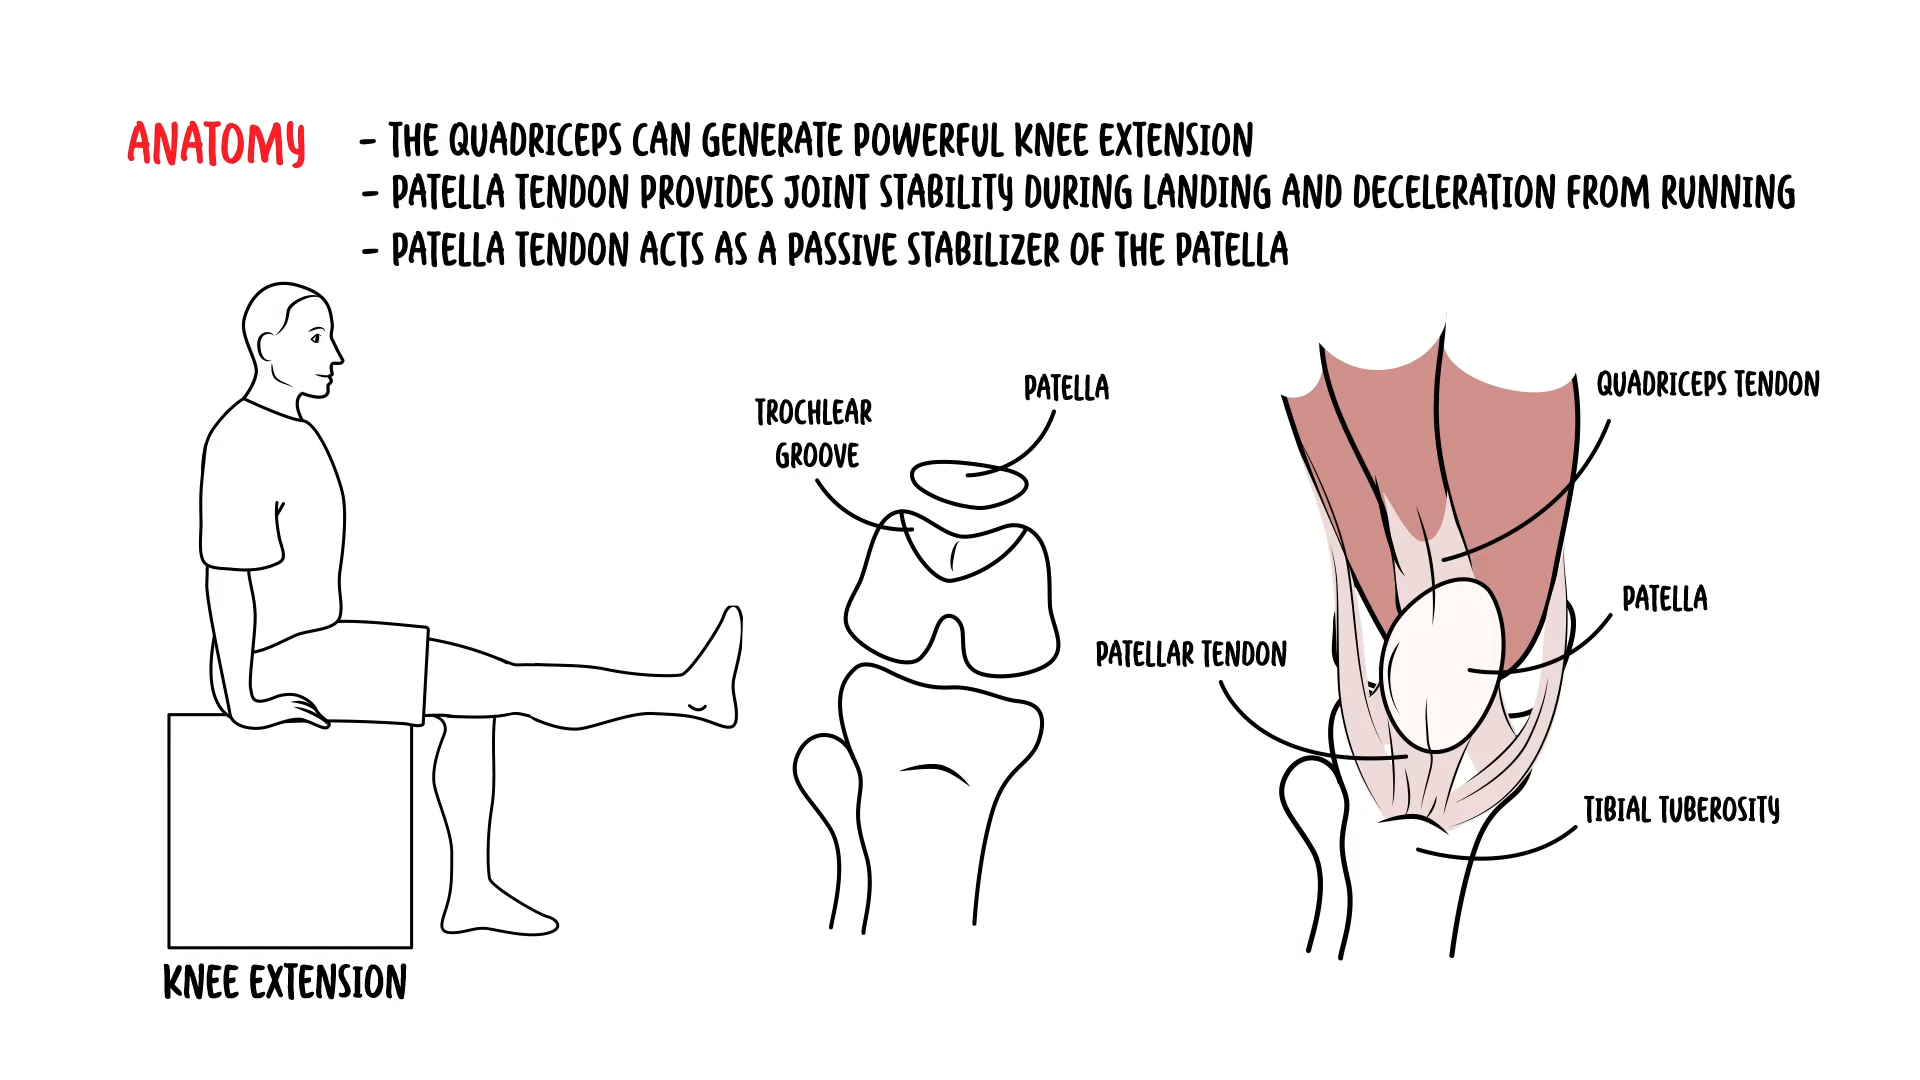 ANATOMY
- THE QUADRICEPS CAN GENERATE POWERFUL KNEE EXTENSION
- PATELLA TENDON PROVIDES JOINT STABILITY DURING LANDING AND DECELERATION FROM RUNNING
- PATELLA TENDON ACTS AS A PASSIVE STABILIZER OF THE PATELLA
KNEE EXTENSION
TROCHLEAR
GROOVE
PATELLA
QUADRICEPS TENDON
PATELLA
PATELLAR TENDON
TIBIAL TUBEROSITY